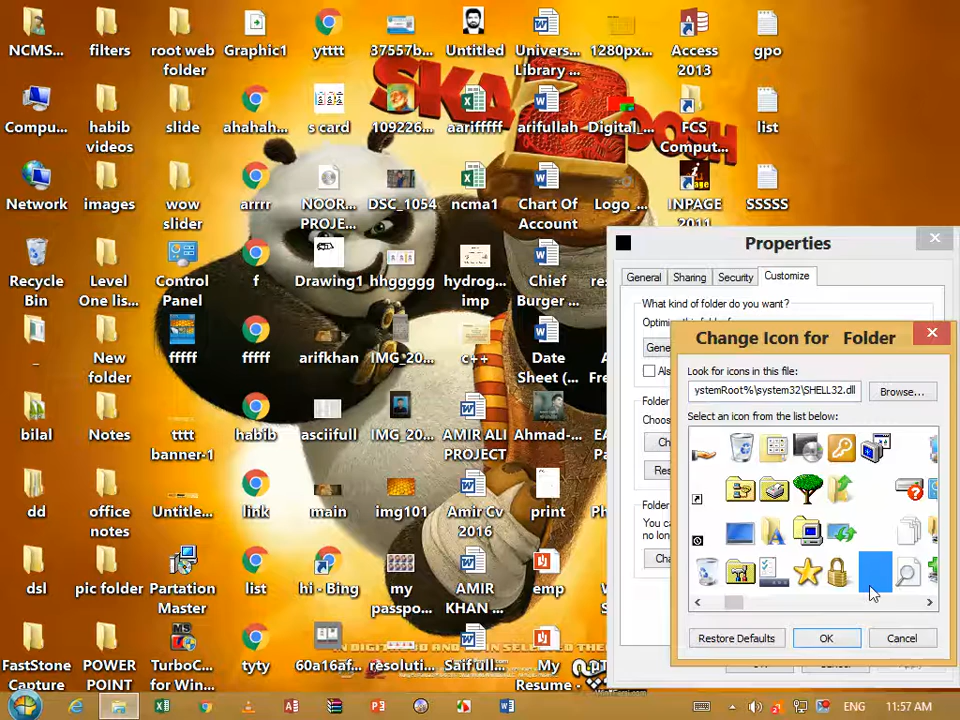 NCMS...
filters
root web
folder
Graphic1
ytttt
37557b...
Untitled
Univers...
Library ...
1280px...
Access
2013
gpo
SKA
DOOSH
Compu...
habib
videos
slide
ahahah...
s card
109226...
aarifffff
arifullah
Digital_...
FCS
Comput...
list
Network
images
wow
slider
arrrr
NOOR...
PROJE...
DSC_1054
ncma1
Chart Of
Account
Logo_...
INPAGE
2011
SSSSS
Recycle
Bin
Level
One lis...
Control
Panel
f
Drawing1
hhggggg
hydrog...
imp
Chief
Burger ...
_
New
folder
fffff
fffff
arifkhan
IMG_20...
c++
Date
Sheet (...
bilal
Notes
tttt
banner-1
habib
asciifull
IMG_20...
AMIR ALI
PROJECT
Ahmad-...
dd
office
notes
Untitle...
link
main
img101
Amir Cv
2016
print
dsl
pic folder
Partation
Master
list
hi - Bing
my
passpo...
AMIR
KHAN ...
emp
FastStone
Capture
POWER
POINT
TurboC...
for Win...
tyty
60a16af...
resoluti...
Saif ull...
My
Resume -
Properties
General
Sharing
Security
Customize
What kind of folder do you want?
Change Icon for Folder
Look for icons in this file:
ystemRoot%\system32\SHELL32.dll
Browse...
Select an icon from the list below:
Restore Defaults
OK
Cancel
ENG
11:57 AM